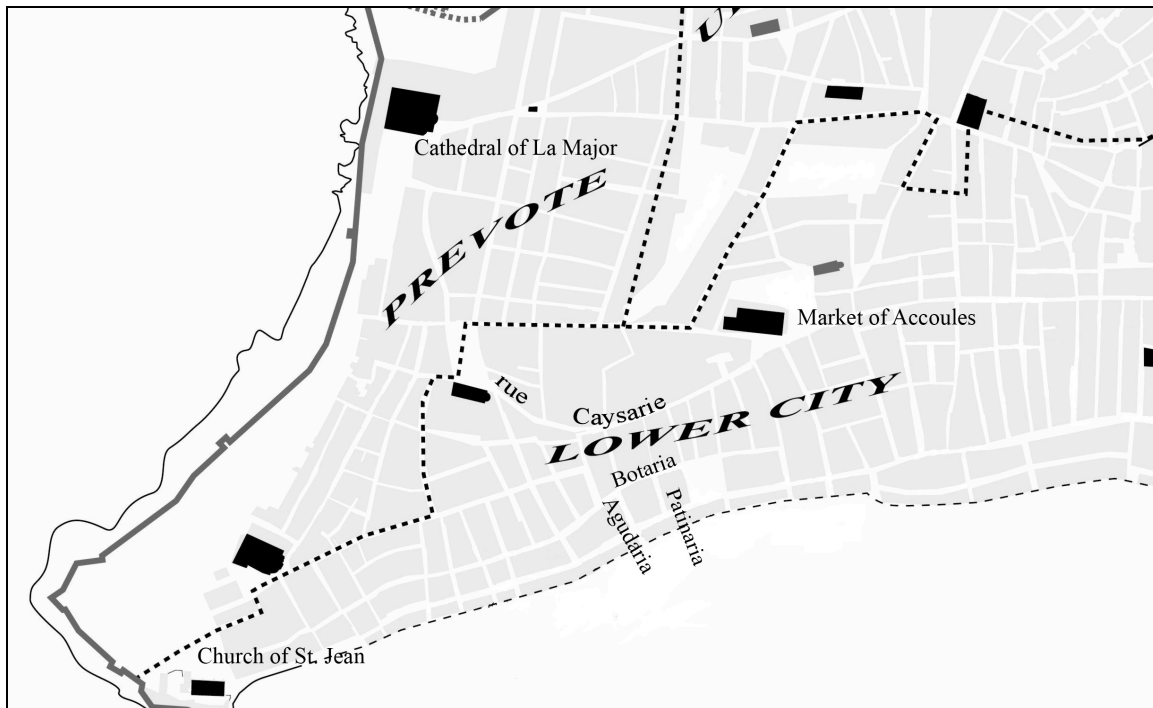 U
Cathedral of La Major
PREVOTE
Market of Accoules
rue
Caysarie
LOWER CITY
Botaria
Agudaria
Patinaria
Church of St. Jean